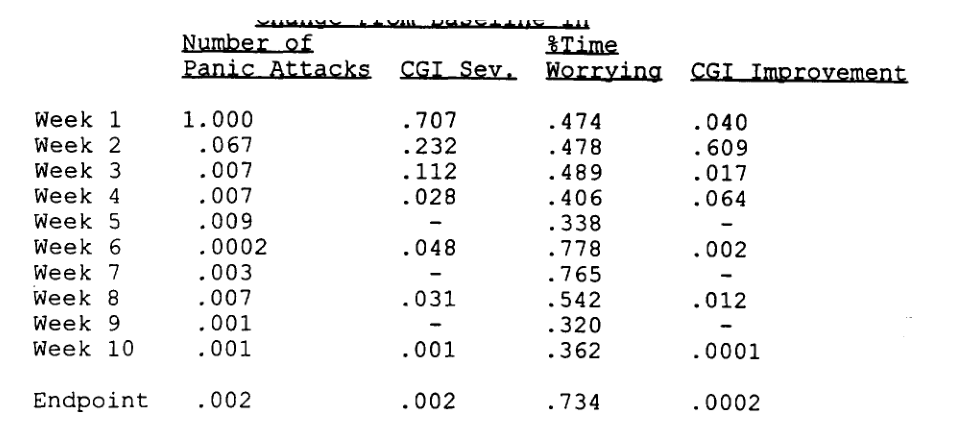 Change from Baseline in
Number of %Time
Panic Attacks CGI Sev. Worrying CGI Improvement
Week 1 1.000 .707 .474 .040
Week 2 .067 .232 .478 .609
Week 3 .007 .112 .489 .017
Week 4 .007 .028 .406 .064
Week 5 .009 - .338 -
Week 6 .0002 .048 .778 .002
Week 7 .003 - .765 -
Week 8 .007 .031 .542 .012
Week 9 .001 - .320 -
Week 10 .001 .001 .362 .0001
Endpoint .002 .002 .734 .0002